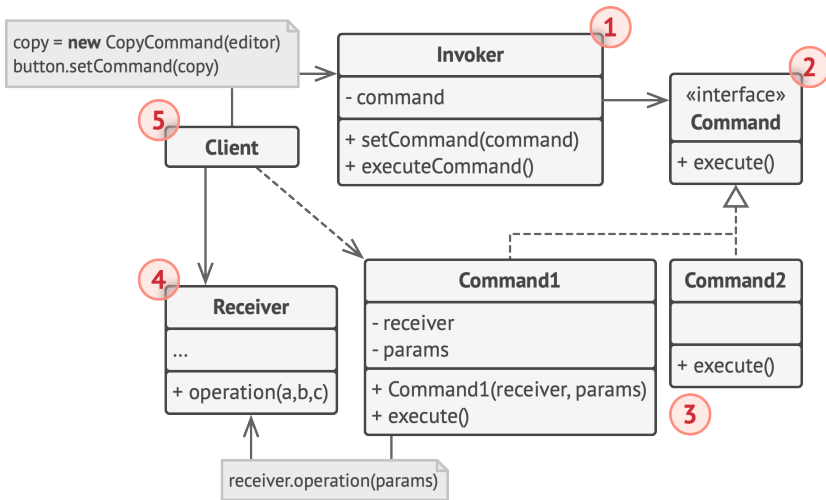 copy = new CopyCommand(editor)
button.setCommand(copy)
1
Invoker
- command
+ setCommand(command)
+ executeCommand()
2
«interface»
Command
+ execute()
5
Client
4
Receiver
...
+ operation(a,b,c)
Command1
- receiver
- params
+ Command1(receiver, params)
+ execute()
Command2
+ execute()
3
receiver.operation(params)